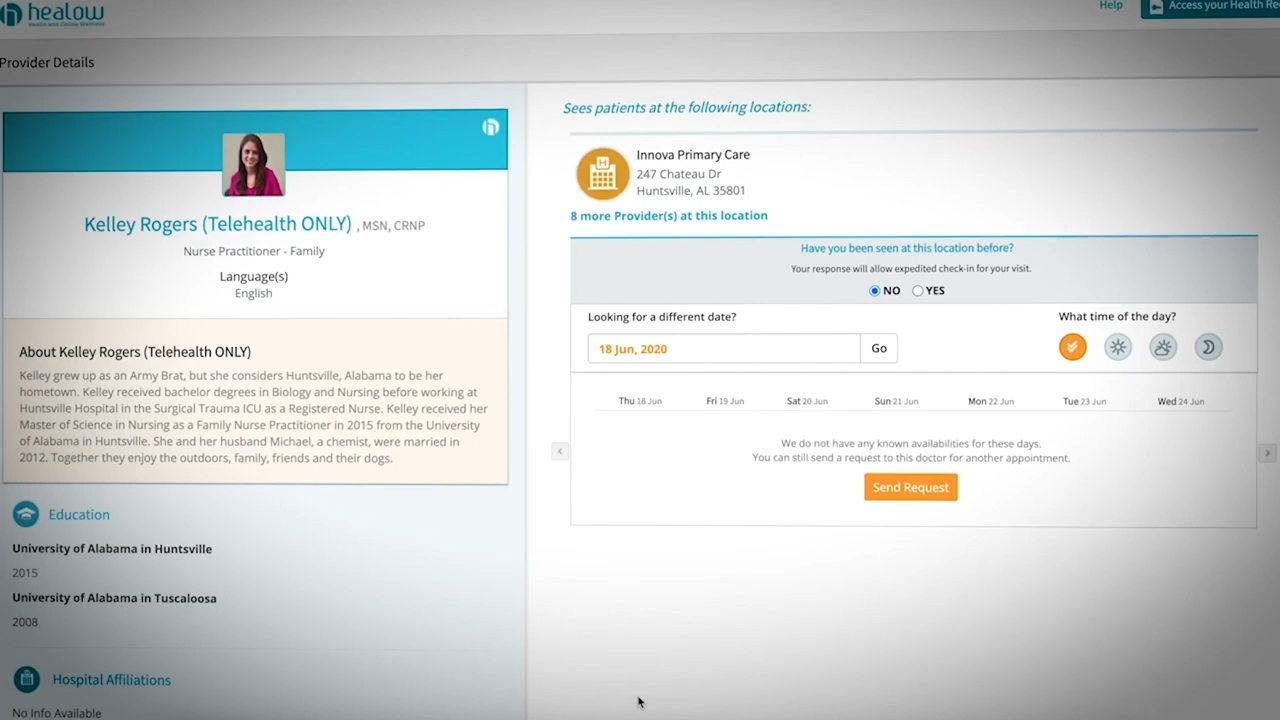 healow
Health and Online Wellness
Help
Access your Health Re
Provider Details
Kelley Rogers (Telehealth ONLY) , MSN, CRNP
Nurse Practitioner - Family
Language(s)
English
About Kelley Rogers (Telehealth ONLY)
Kelley grew up as an Army Brat, but she considers Huntsville, Alabama to be her
hometown. Kelley received bachelor degrees in Biology and Nursing before working at
Huntsville Hospital in the Surgical Trauma ICU as a Registered Nurse. Kelley received her
Master of Science in Nursing as a Family Nurse Practitioner in 2015 from the University
of Alabama in Huntsville. She and her husband Michael, a chemist, were married in
2012. Together they enjoy the outdoors, family, friends and their dogs.
Education
University of Alabama in Huntsville
2015
University of Alabama in Tuscaloosa
2008
Hospital Affiliations
No Info Available
Sees patients at the following locations:
H
Innova Primary Care
247 Chateau Dr
Huntsville, AL 35801
8 more Provider(s) at this location
Have you been seen at this location before?
Your response will allow expedited check-in for your visit.
NO YES
Looking for a different date?
18 Jun, 2020 Go
What time of the day?
Thu 18 Jun Fri 19 Jun Sat 20 Jun Sun 21 Jun Mon 22 Jun Tue 23 Jun Wed 24 Jun
We do not have any known availabilities for these days.
You can still send a request to this doctor for another appointment.
Send Request